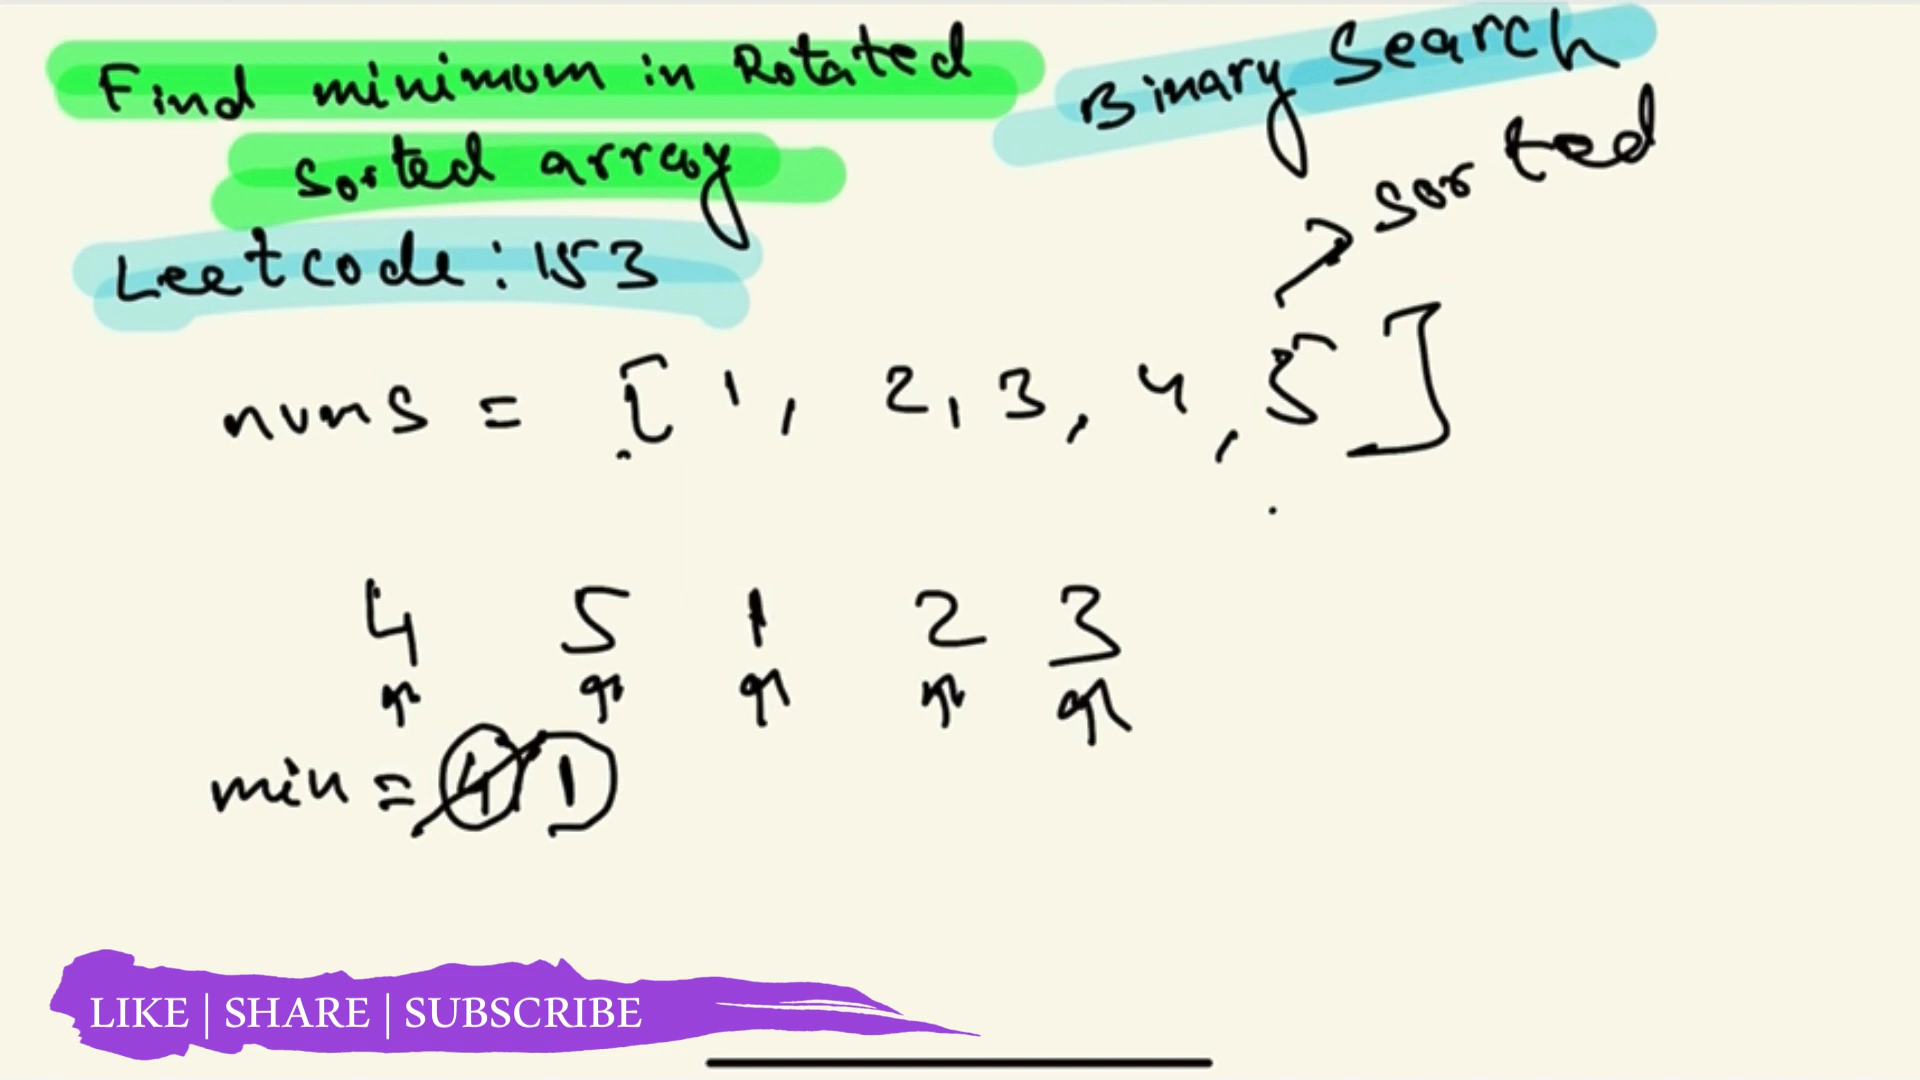 Find minimum in Rotated
sorted array
Leetcode: 153
Binary Search
sorted
nums = [ 1, 2, 3, 4, 5 ]
4 5 1 2 3
min = 4 1
LIKE | SHARE | SUBSCRIBE